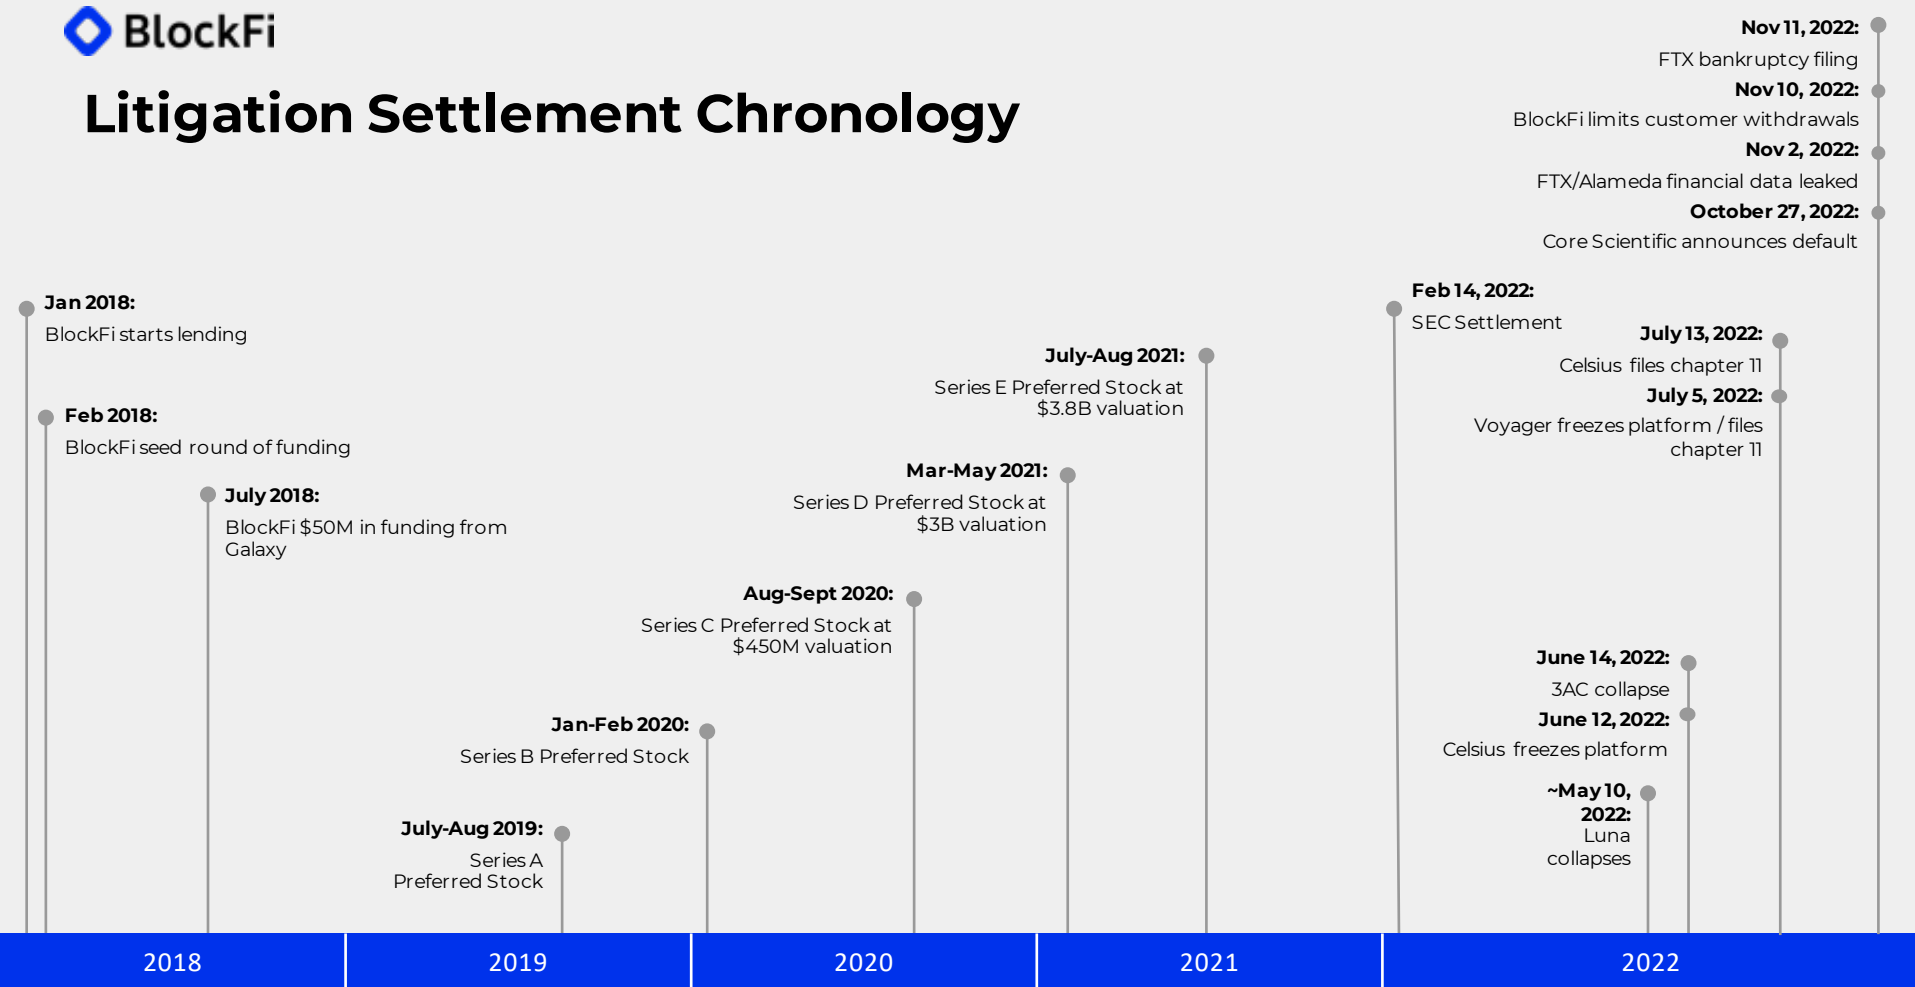 BlockFi
Litigation Settlement Chronology
Jan 2018:
BlockFi starts lending
Feb 2018:
BlockFi seed round of funding
July 2018:
BlockFi $50M in funding from
Galaxy
July-Aug 2019:
Series A
Preferred Stock
Jan-Feb 2020:
Series B Preferred Stock
Aug-Sept 2020:
Series C Preferred Stock at
$450M valuation
Mar-May 2021:
Series D Preferred Stock at
$3B valuation
July-Aug 2021:
Series E Preferred Stock at
$3.8B valuation
Feb 14, 2022:
SEC Settlement
~May 10,
2022:
Luna
collapses
June 14, 2022:
3AC collapse
June 12, 2022:
Celsius freezes platform
July 13, 2022:
Celsius files chapter 11
July 5, 2022:
Voyager freezes platform / files
chapter 11
Nov 11, 2022:
FTX bankruptcy filing
Nov 10, 2022:
BlockFi limits customer withdrawals
Nov 2, 2022:
FTX/Alameda financial data leaked
October 27, 2022:
Core Scientific announces default
2018
2019
2020
2021
2022